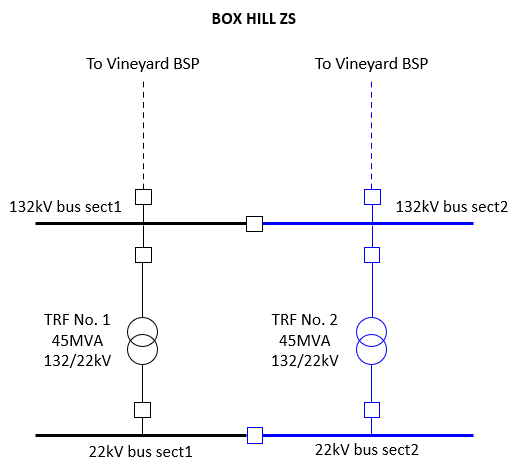 BOX HILL ZS
To Vineyard BSP
To Vineyard BSP
132kV bus sect1
132kV bus sect2
TRF No. 1
45MVA
132/22kV
TRF No. 2
45MVA
132/22kV
22kV bus sect1
22kV bus sect2